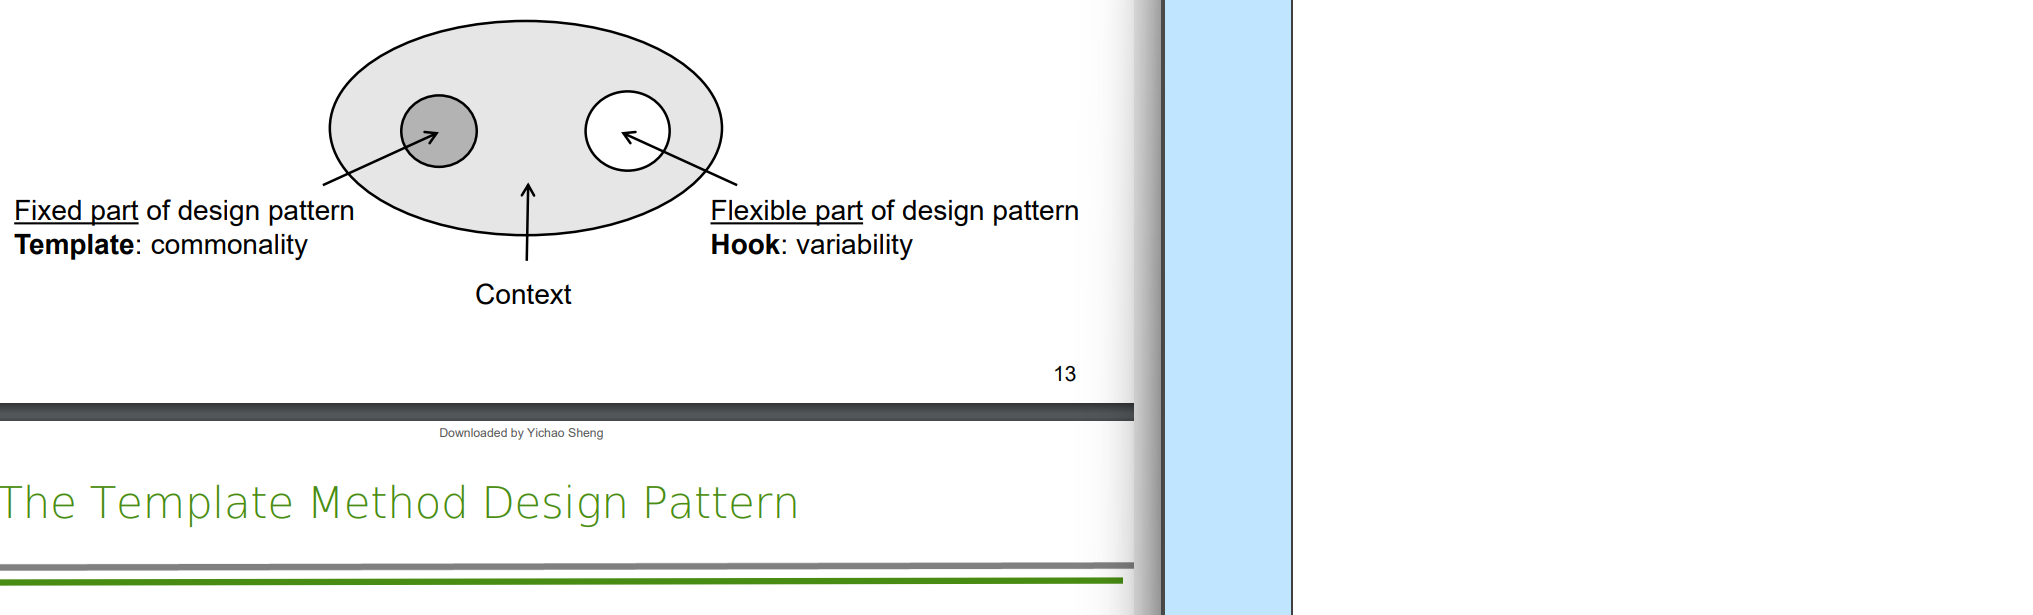 Fixed part of design pattern
Template: commonality
Flexible part of design pattern
Hook: variability
Context
13
Downloaded by Yichao Sheng
The Template Method Design Pattern